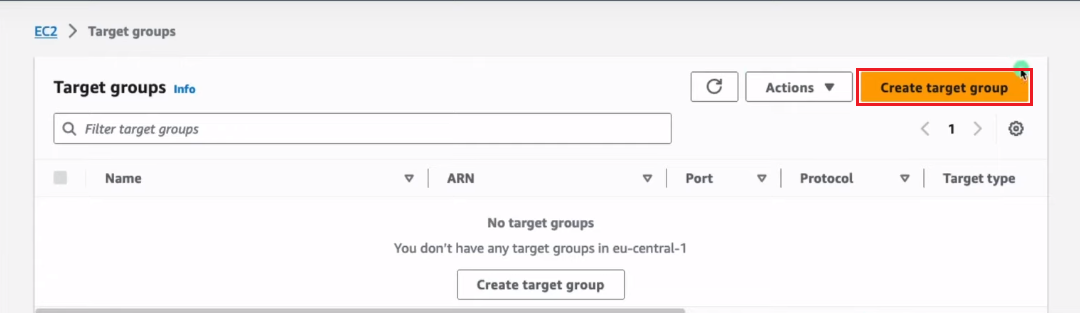 EC2 > Target groups
Target groups Info
Actions ▼ Create target group
Filter target groups
< 1 >
Name ARN Port Protocol Target type
No target groups
You don't have any target groups in eu-central-1
Create target group